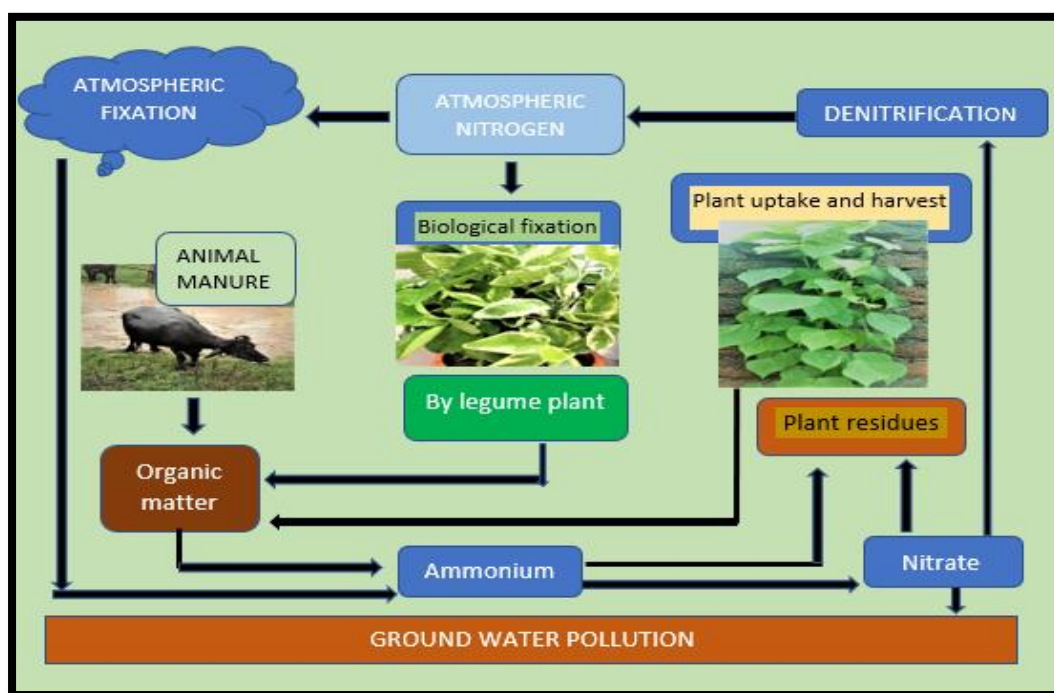 ATMOSPHERIC
FIXATION
ATMOSPHERIC
NITROGEN
DENITRIFICATION
Plant uptake and harvest
Biological fixation
ANIMAL
MANURE
By legume plant
Plant residues
Organic
matter
Ammonium
Nitrate
GROUND WATER POLLUTION